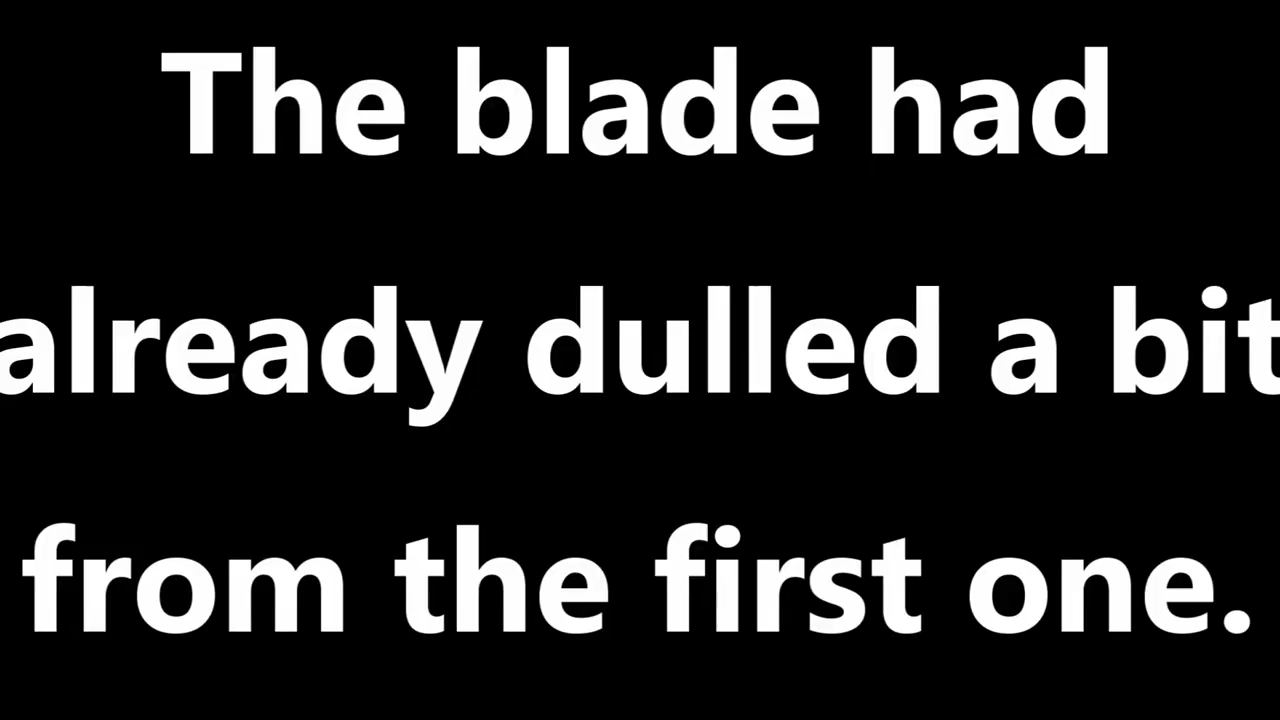 The blade had
already dulled a bit
from the first one.